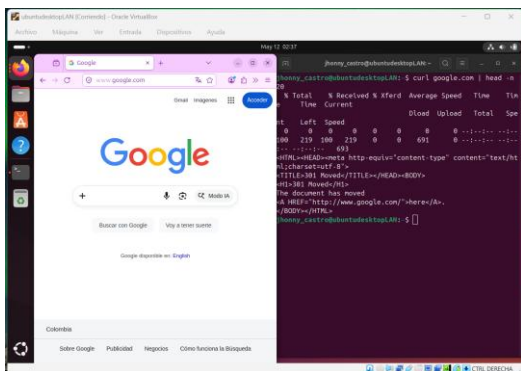 ubuntudesktopLAN [Corriendo] - Oracle VirtualBox
Archivo Máquina Ver Entrada Dispositivos Ayuda
May 12 02:37
Google
www.google.com
Gmail Imágenes
Acceder
Google
Modo IA
Buscar con Google Voy a tener suerte
Google disponible en: English
Colombia
Sobre Google Publicidad Negocios Cómo funciona la Búsqueda
jhonny_castro@ubuntudesktopLAN: ~
jhonny_castro@ubuntudesktopLAN:~$ curl google.com | head -n
20
% Total % Received % Xferd Average Speed Time Tim
e Time Current
Dload Upload Total Spe
nt Left Speed
0 0 0 0 0 0 0 0 --:--:-- --:-
100 219 100 219 0 0 691 0 --:--:-- --:-
-:-- --:--:-- 693
<HTML><HEAD><meta http-equiv="content-type" content="text/ht
ml;charset=utf-8">
<TITLE>301 Moved</TITLE></HEAD><BODY>
<H1>301 Moved</H1>
The document has moved
<A HREF="http://www.google.com/">here</A>.
</BODY></HTML>
jhonny_castro@ubuntudesktopLAN:~$
CTRL DERECHA